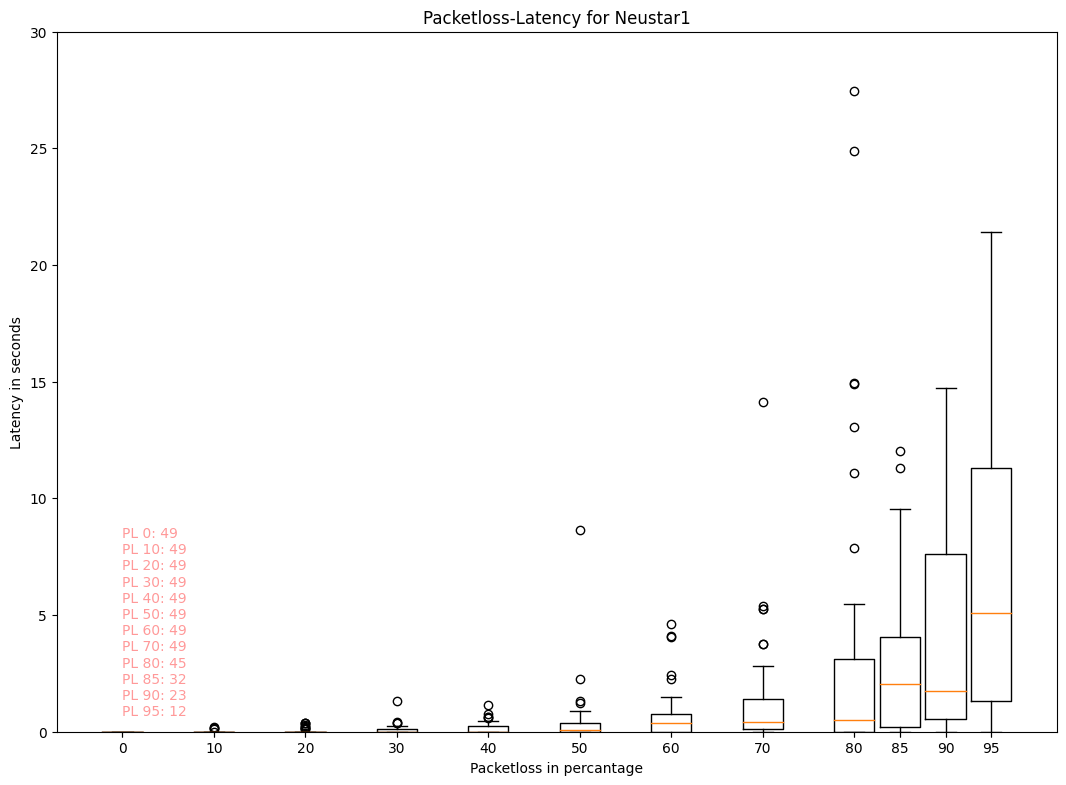 Packetloss-Latency for Neustar1
30
25
20
15
10
5
0
Latency in seconds
PL 0: 49
PL 10: 49
PL 20: 49
PL 30: 49
PL 40: 49
PL 50: 49
PL 60: 49
PL 70: 49
PL 80: 45
PL 85: 32
PL 90: 23
PL 95: 12
0 10 20 30 40 50 60 70 80 85 90 95
Packetloss in percantage